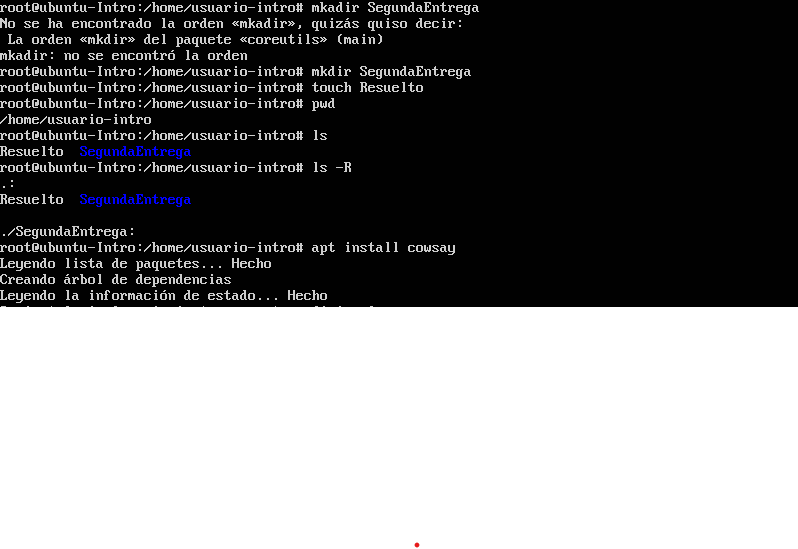 root@ubuntu-Intro:/home/usuario-intro# mkadir SegundaEntrega
No se ha encontrado la orden «mkadir», quizás quiso decir:
 La orden «mkdir» del paquete «coreutils» (main)
mkadir: no se encontró la orden
root@ubuntu-Intro:/home/usuario-intro# mkdir SegundaEntrega
root@ubuntu-Intro:/home/usuario-intro# touch Resuelto
root@ubuntu-Intro:/home/usuario-intro# pwd
/home/usuario-intro
root@ubuntu-Intro:/home/usuario-intro# ls
Resuelto  SegundaEntrega
root@ubuntu-Intro:/home/usuario-intro# ls -R
.:
Resuelto  SegundaEntrega

./SegundaEntrega:
root@ubuntu-Intro:/home/usuario-intro# apt install cowsay
Leyendo lista de paquetes... Hecho
Creando árbol de dependencias
Leyendo la información de estado... Hecho